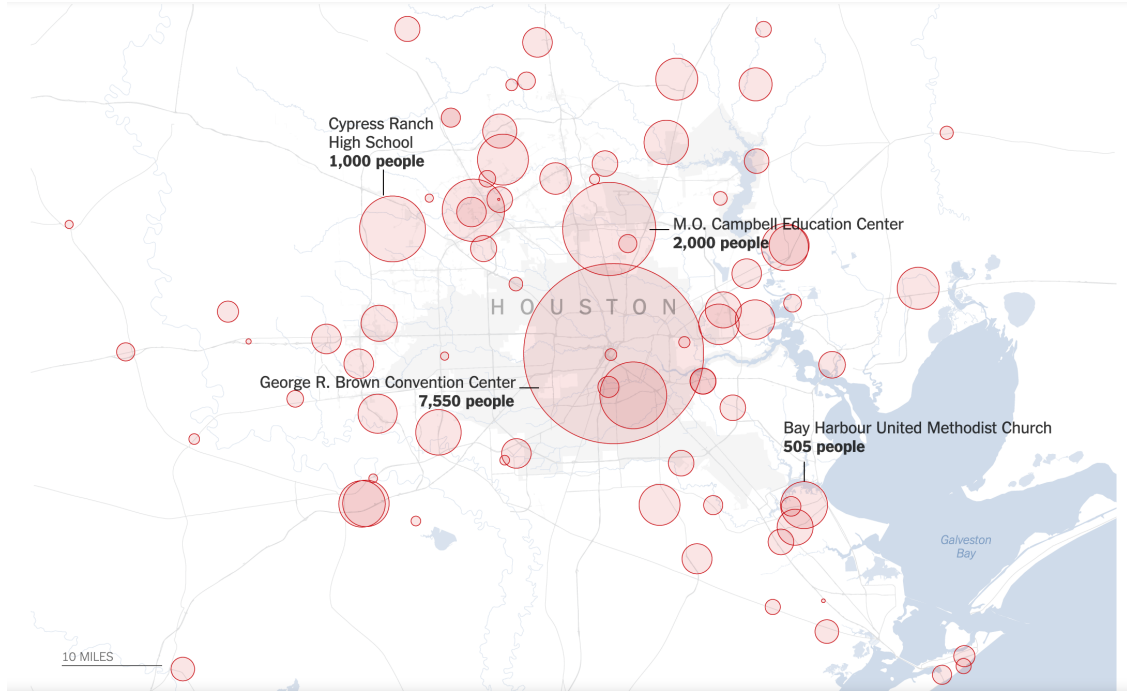 Cypress Ranch
High School
1,000 people
M.O. Campbell Education Center
2,000 people
H O U S T O N
George R. Brown Convention Center
7,550 people
Bay Harbour United Methodist Church
505 people
Galveston
Bay
10 MILES